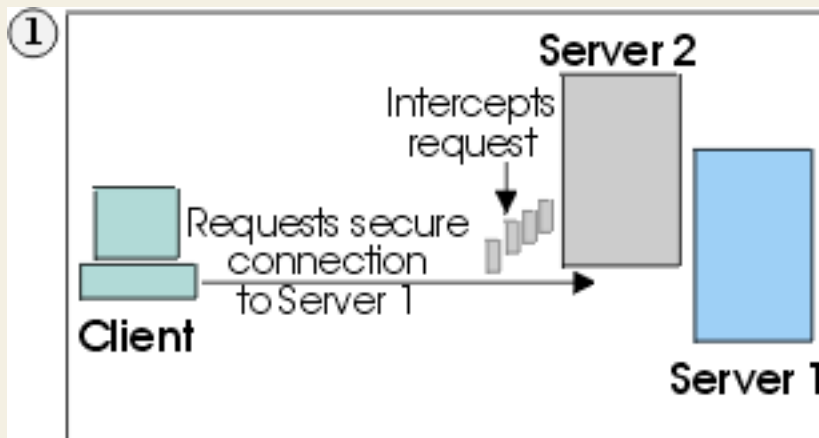 1
Server 2
Intercepts
request
Requests secure
connection
to Server 1
Client
Server 1